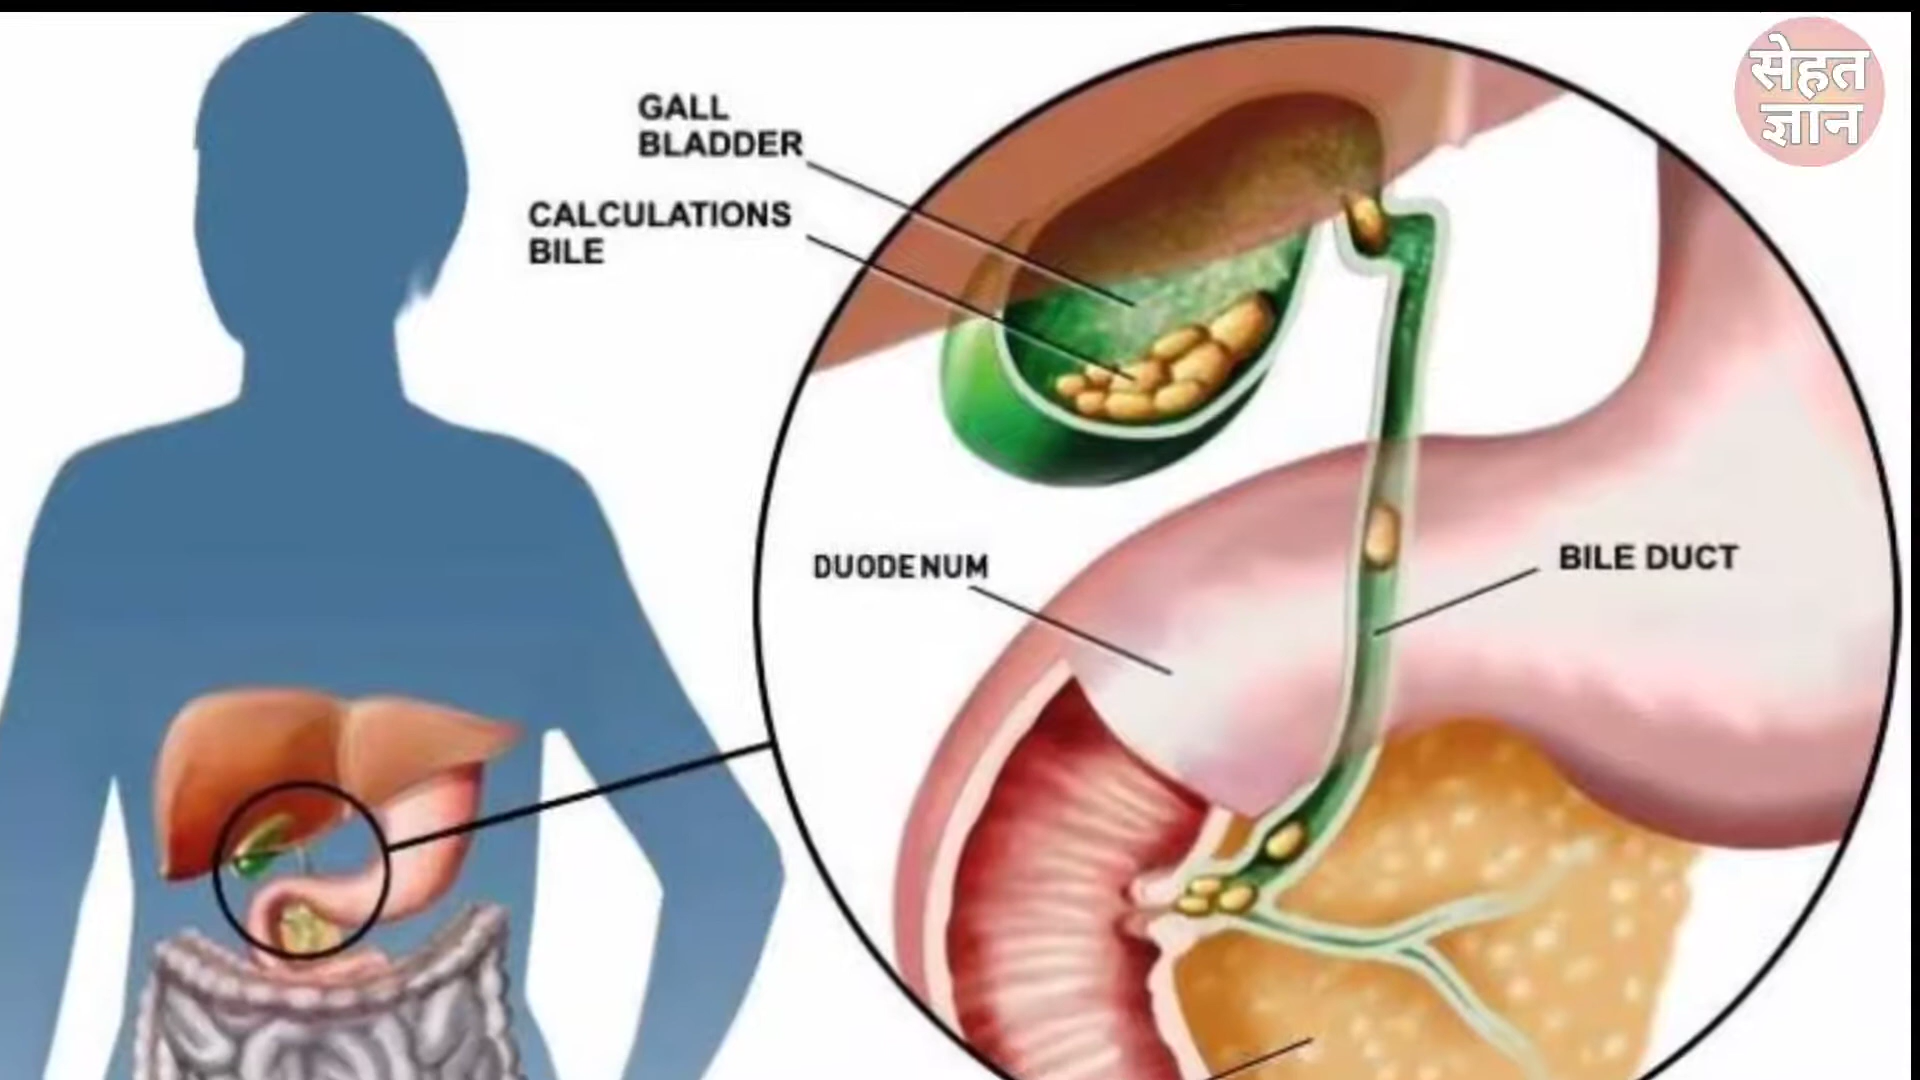 सेहत
ज्ञान
GALL
BLADDER
CALCULATIONS
BILE
DUODENUM
BILE DUCT